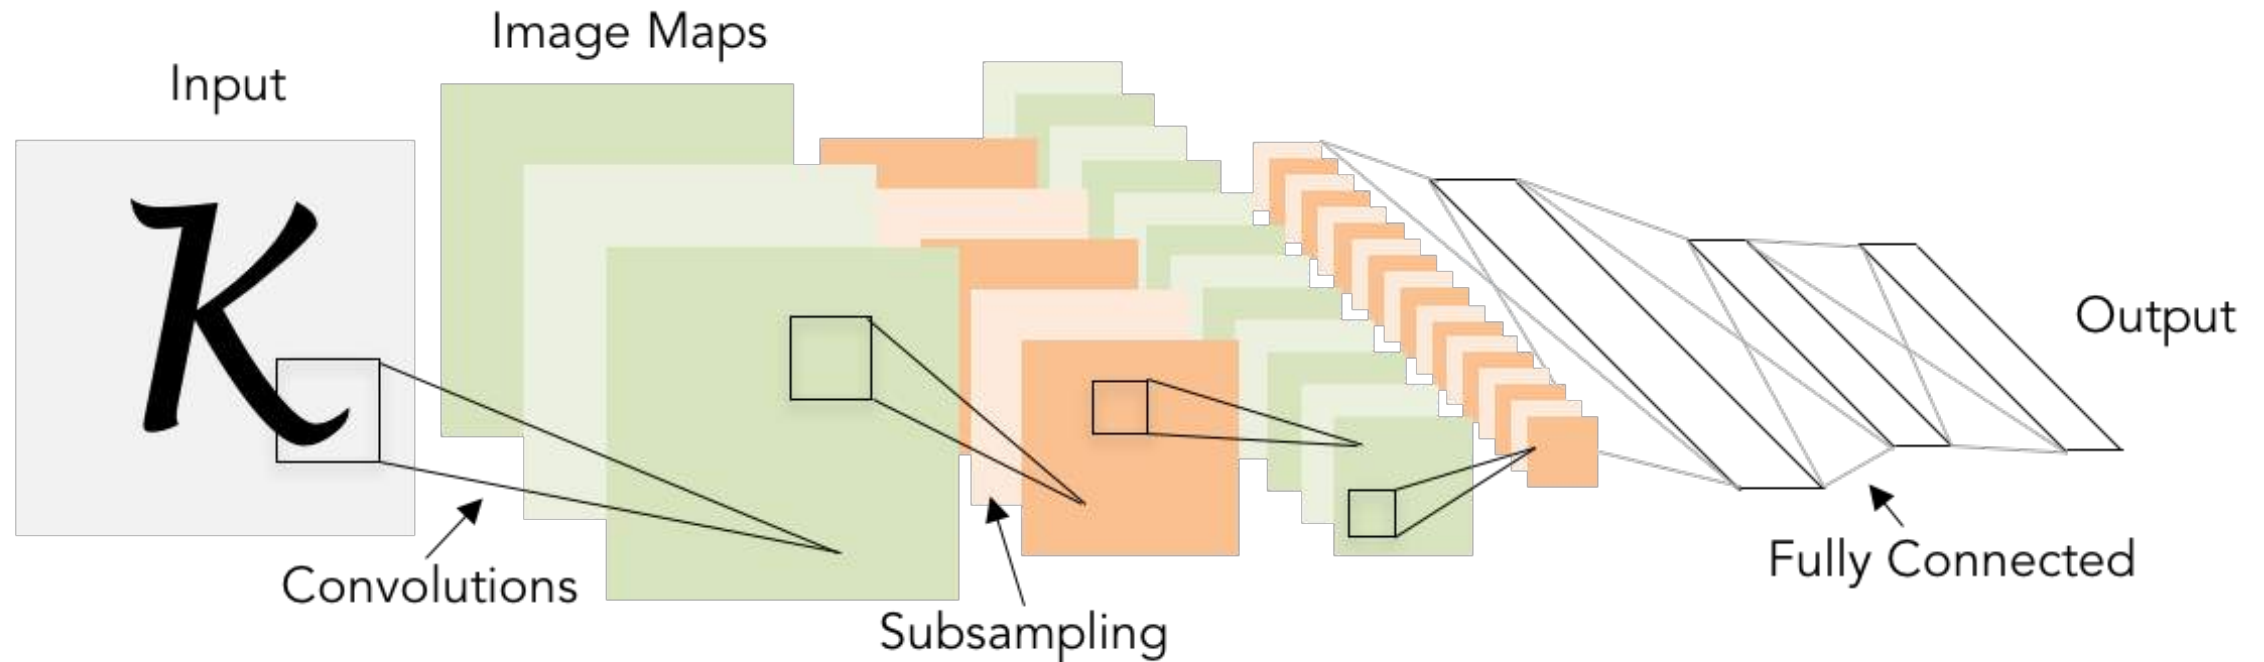 Image Maps
Input
K
Output
Convolutions
Fully Connected
Subsampling